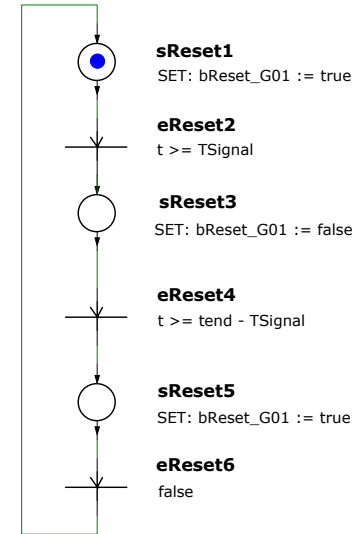 sReset1
SET: bReset_G01 := true
eReset2
t >= TSignal
sReset3
SET: bReset_G01 := false
eReset4
t >= tend - TSignal
sReset5
SET: bReset_G01 := true
eReset6
false